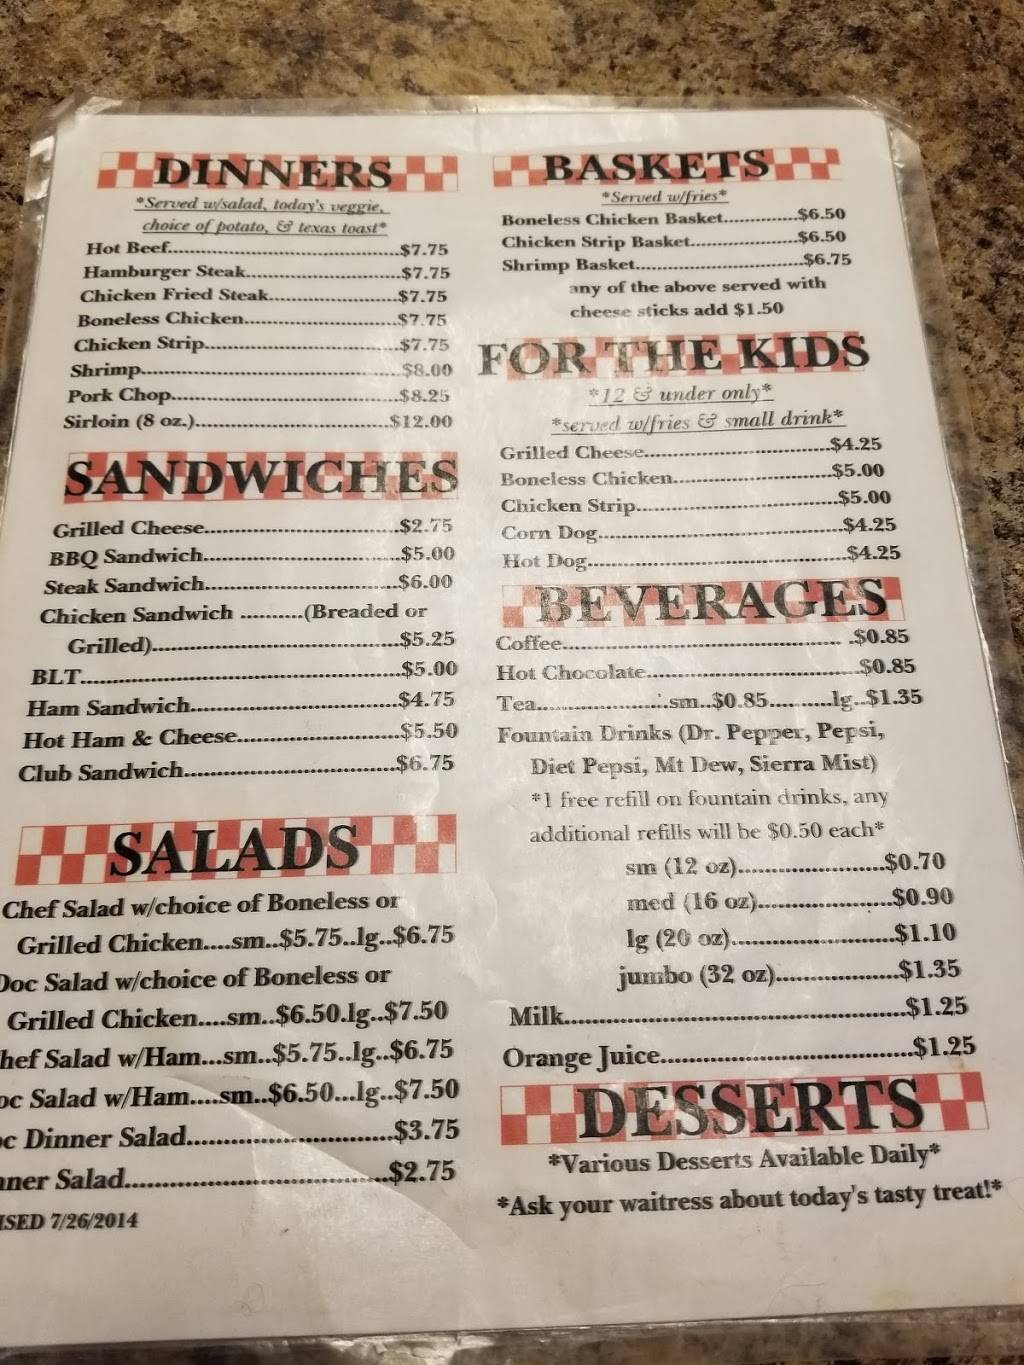 DINNERS
*Served w/salad, today's veggie,
choice of potato, & texas toast*
Hot Beef..........$7.75
Hamburger Steak..........$7.75
Chicken Fried Steak..........$7.75
Boneless Chicken..........$7.75
Chicken Strip..........$7.75
Shrimp..........$8.00
Pork Chop..........$8.25
Sirloin (8 oz.)..........$12.00
SANDWICHES
Grilled Cheese..........$2.75
BBQ Sandwich..........$5.00
Steak Sandwich..........$6.00
Chicken Sandwich ..........(Breaded or
Grilled)..........$5.25
BLT..........$5.00
Ham Sandwich..........$4.75
Hot Ham & Cheese..........$5.50
Club Sandwich..........$6.75
SALADS
Chef Salad w/choice of Boneless or
Grilled Chicken....sm..$5.75..lg..$6.75
Doc Salad w/choice of Boneless or
Grilled Chicken....sm..$6.50.lg..$7.50
hef Salad w/Ham...sm..$5.75..lg..$6.75
oc Salad w/Ham....sm..$6.50...lg..$7.50
oc Dinner Salad..........$3.75
nner Salad..........$2.75
ISED 7/26/2014
BASKETS
*Served w/fries*
Boneless Chicken Basket..........$6.50
Chicken Strip Basket..........$6.50
Shrimp Basket..........$6.75
any of the above served with
cheese sticks add $1.50
FOR THE KIDS
*12 & under only*
*served w/fries & small drink*
Grilled Cheese..........$4.25
Boneless Chicken..........$5.00
Chicken Strip..........$5.00
Corn Dog..........$4.25
Hot Dog..........$4.25
BEVERAGES
Coffee.......... .$0.85
Hot Chocolate..........$0.85
Tea..........sm..$0.85..........lg..$1.35
Fountain Drinks (Dr. Pepper, Pepsi,
Diet Pepsi, Mt Dew, Sierra Mist)
*1 free refill on fountain drinks, any
additional refills will be $0.50 each*
sm (12 oz)..........$0.70
med (16 oz)..........$0.90
lg (20 oz)..........$1.10
jumbo (32 oz)..........$1.35
Milk..........$1.25
Orange Juice..........$1.25
DESSERTS
*Various Desserts Available Daily*
*Ask your waitress about today's tasty treat!*